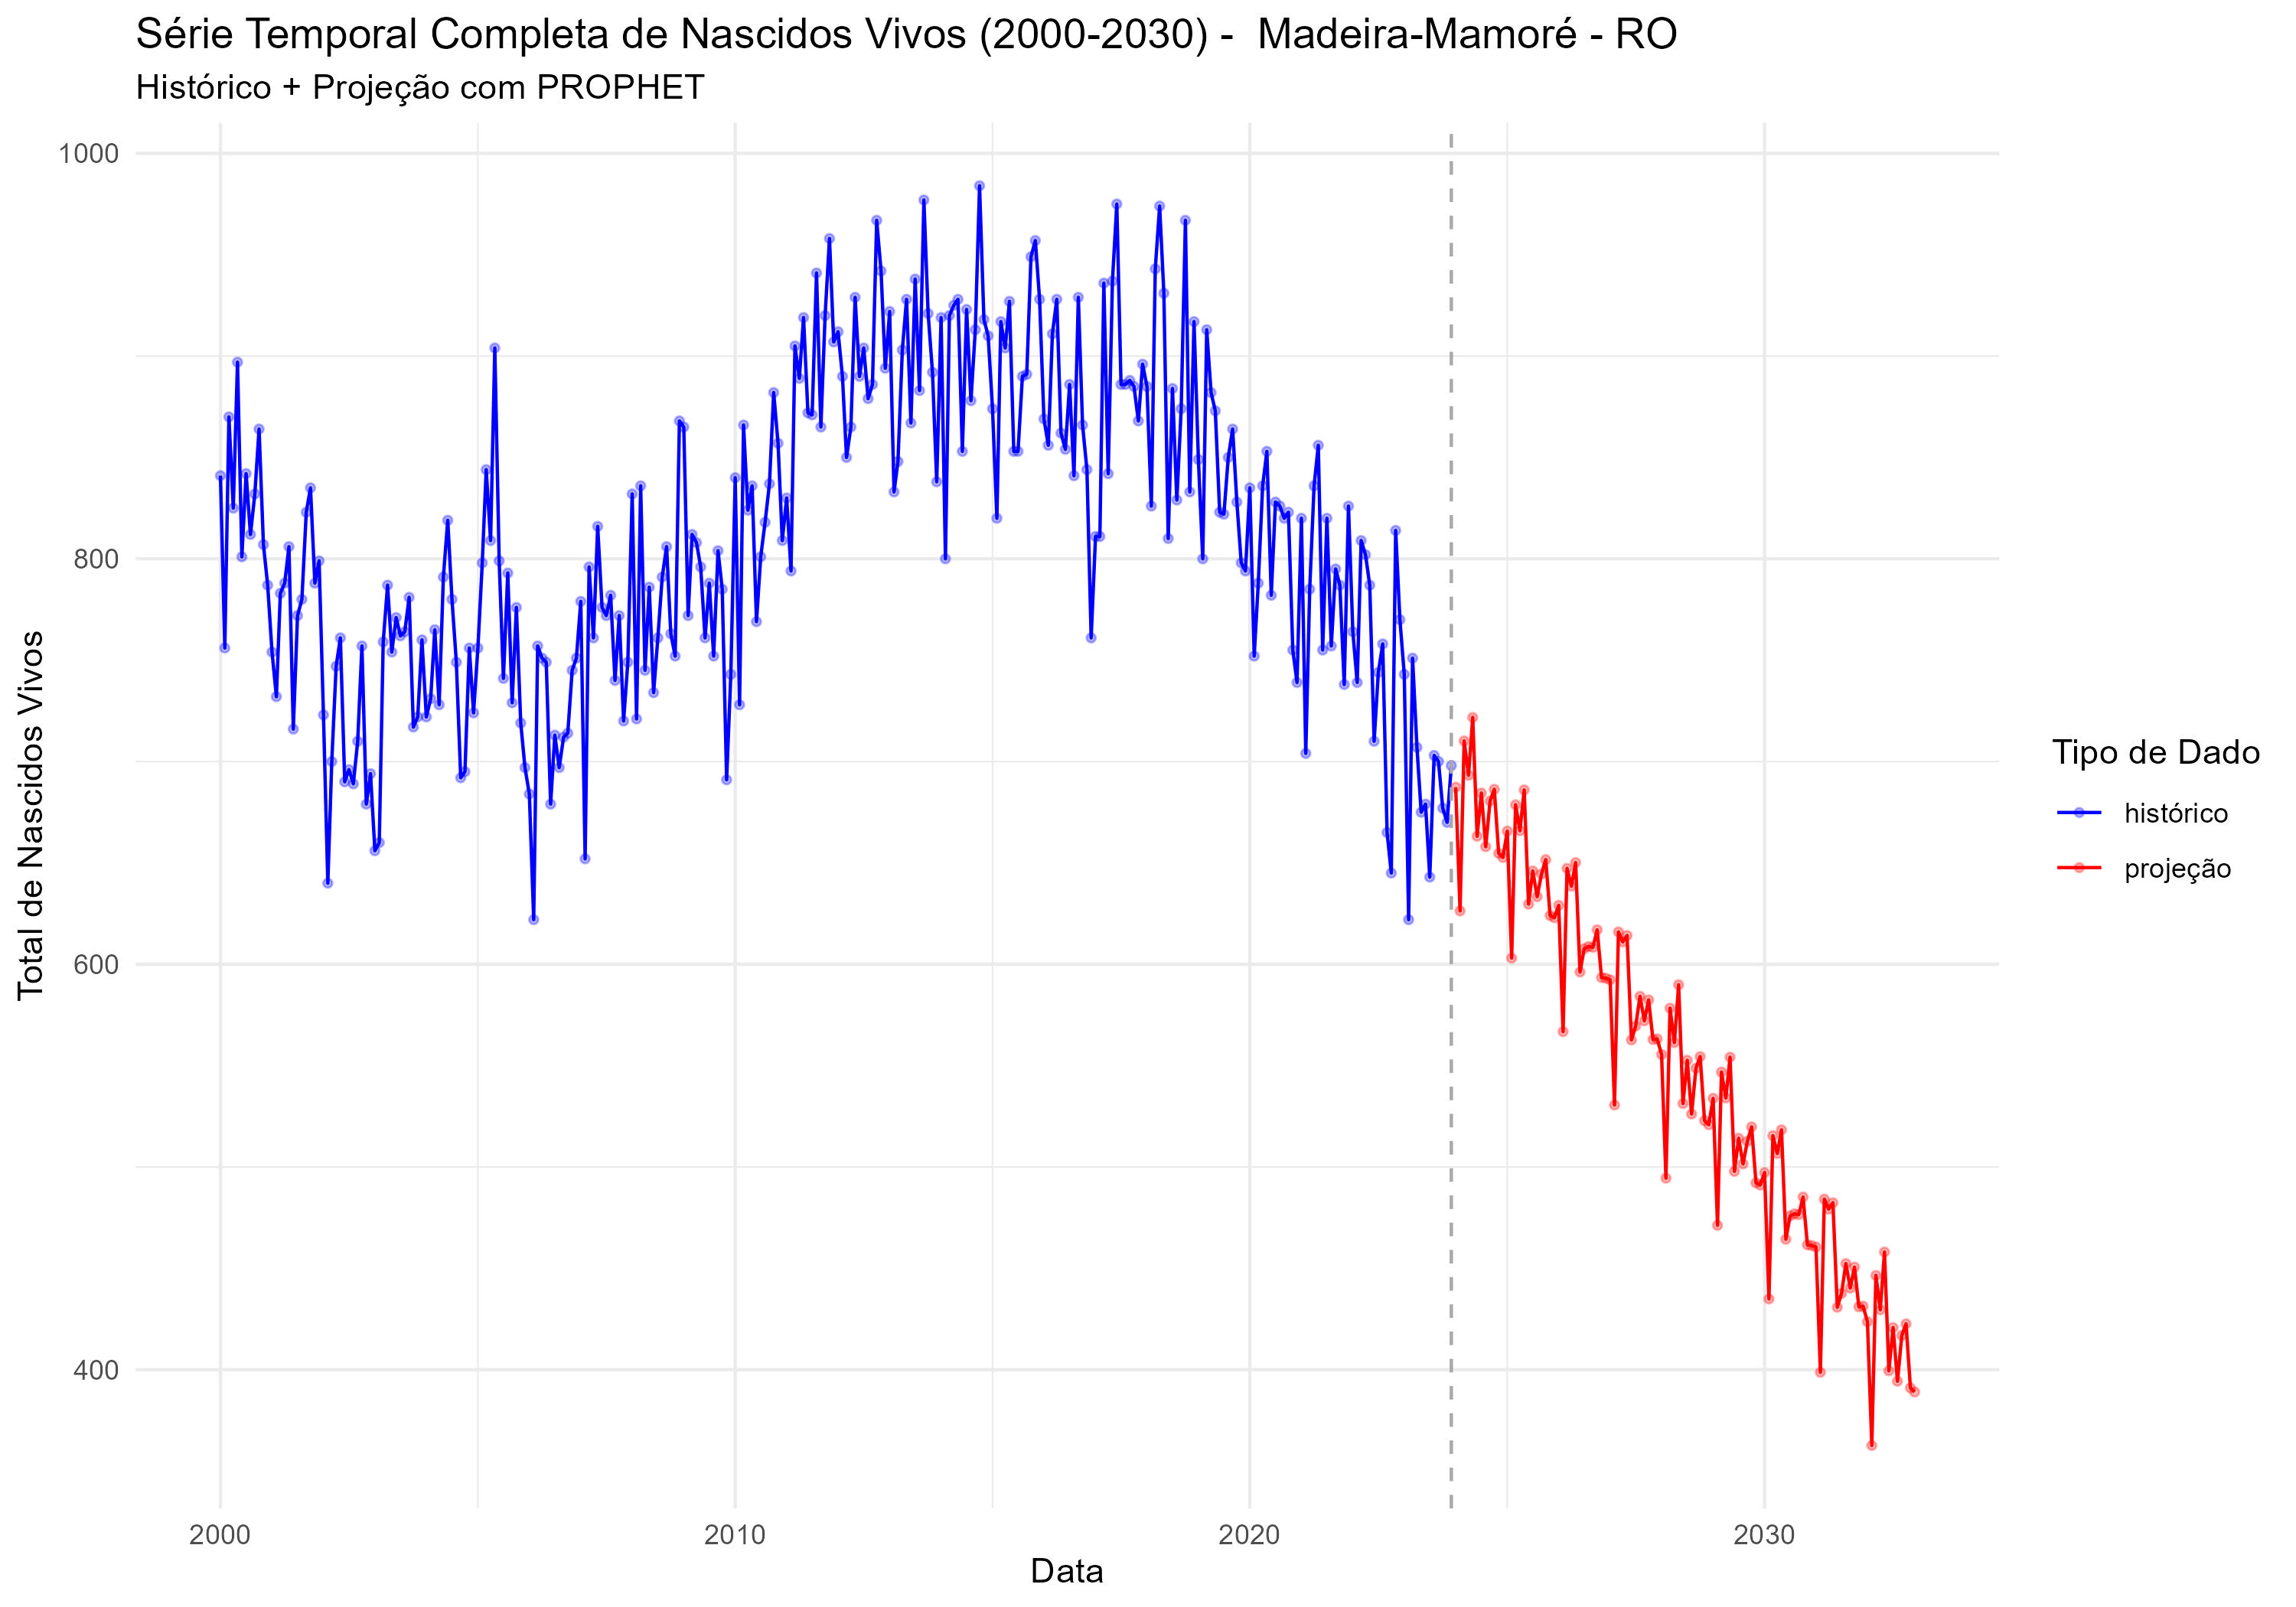 Série Temporal Completa de Nascidos Vivos (2000-2030) -  Madeira-Mamoré - RO
Histórico + Projeção com PROPHET
Total de Nascidos Vivos
1000
800
600
400
2000
2010
2020
2030
Data
Tipo de Dado
histórico
projeção